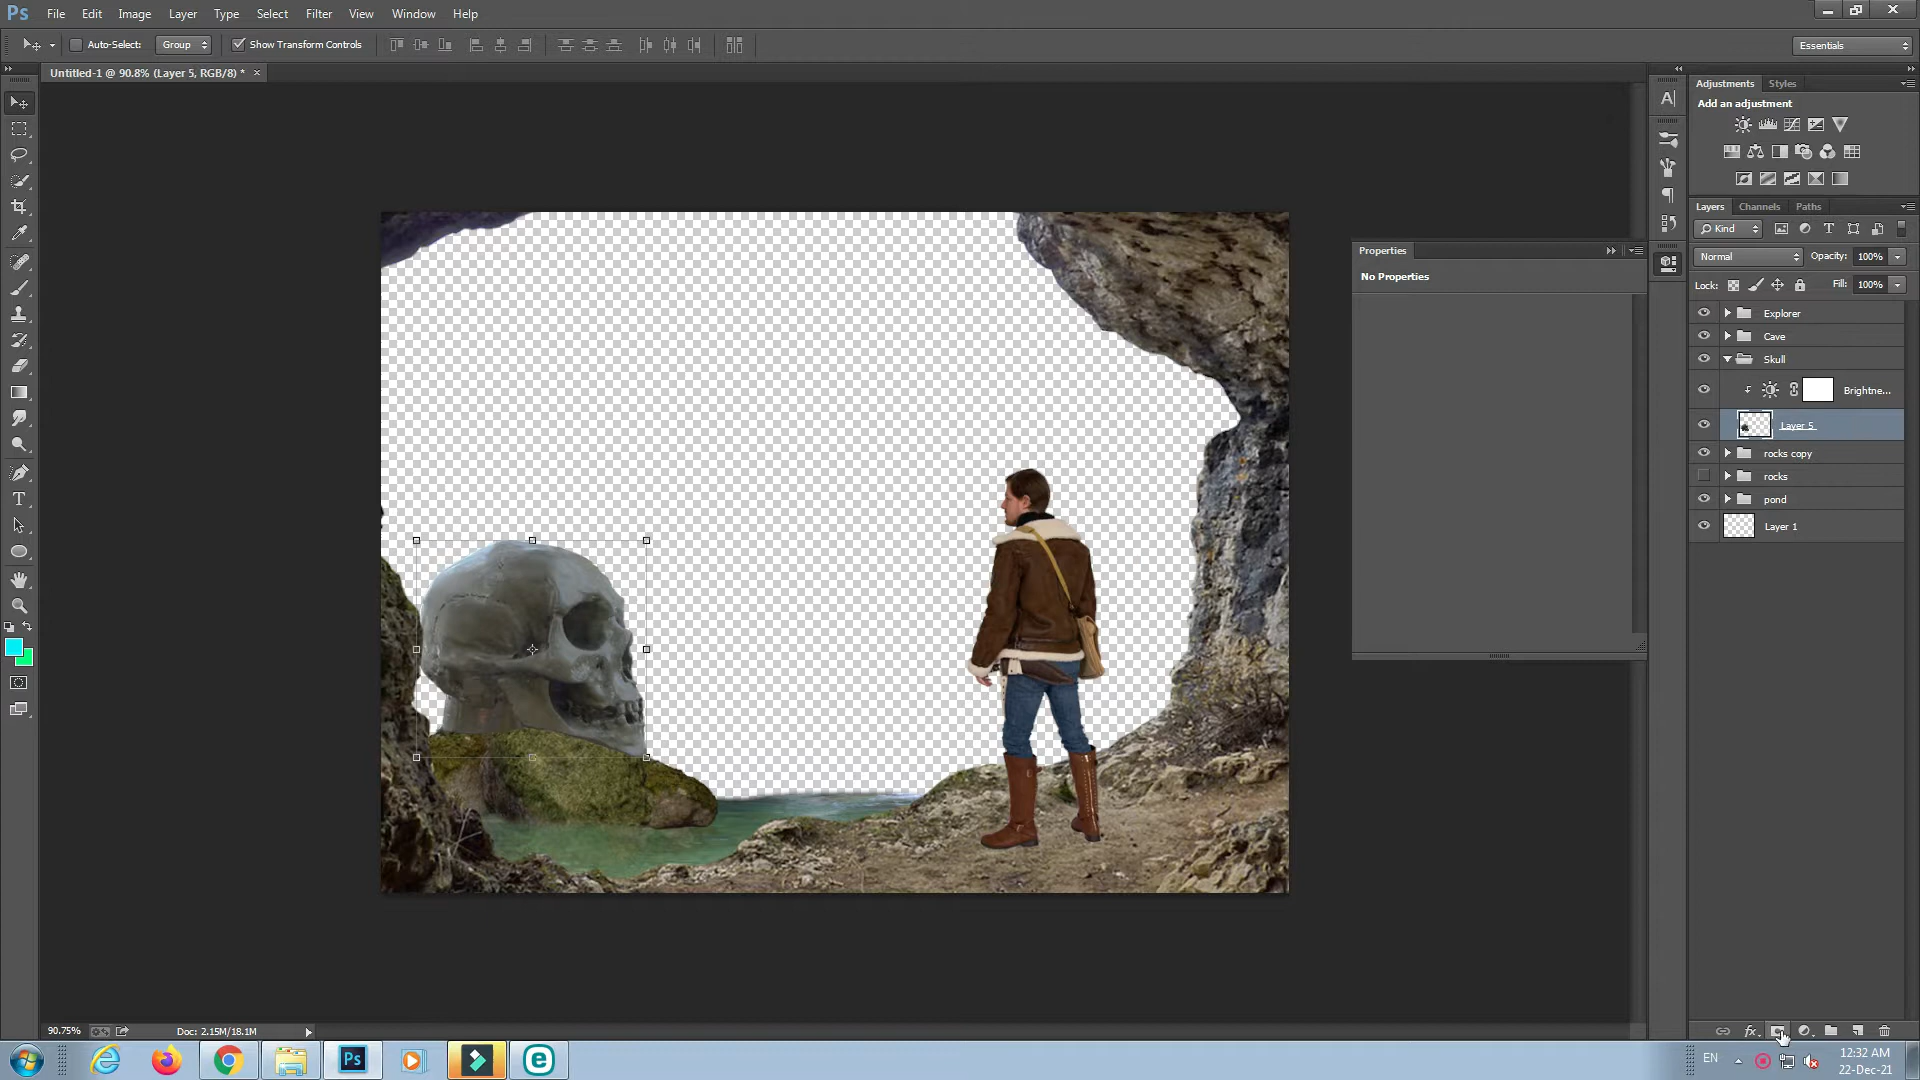 Ps File Edit Image Layer Type Select Filter View Window Help
Auto-Select: Group Show Transform Controls Essentials
Untitled-1 @ 90.8% (Layer 5, RGB/8) * ×
Adjustments Styles
Add an adjustment
Layers Channels Paths
Kind
Normal Opacity: 100%
Lock: Fill: 100%
Properties
No Properties
Explorer
Cave
Skull
Brightne...
Layer 5
rocks copy
rocks
pond
Layer 1
T
90.75% Doc: 2.15M/18.1M
fx
Ps
EN 12:32 AM
22-Dec-21